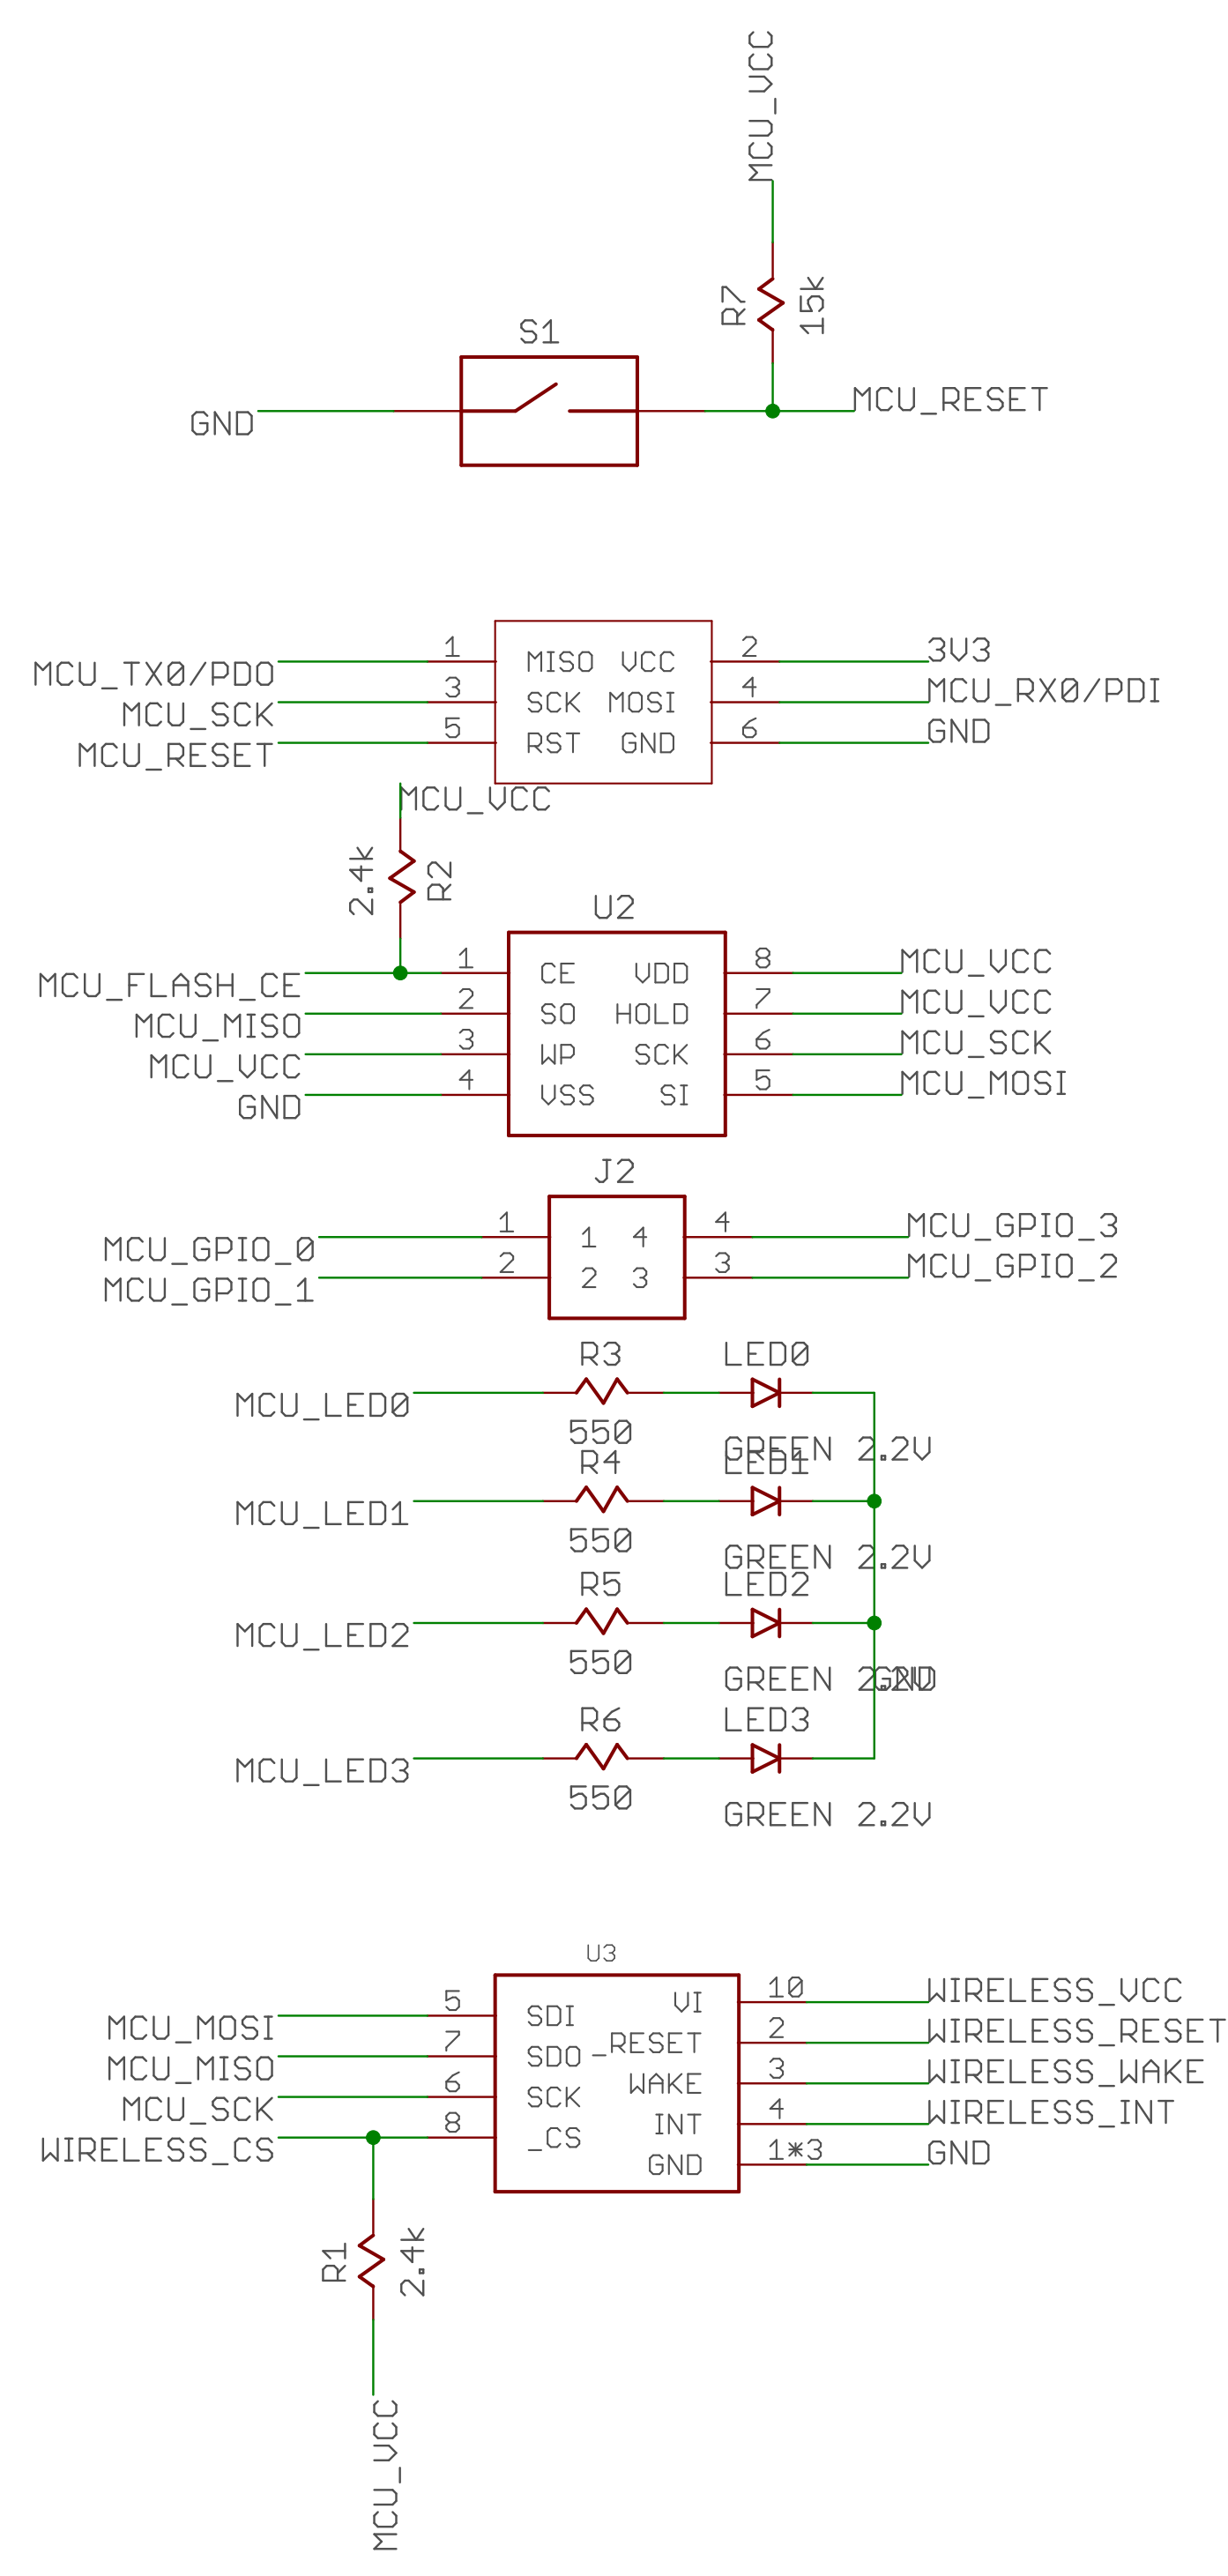 MCU_VCC
R7
15k
S1
GND
MCU_RESET
MCU_TX0/PDO
1
MISO
VCC
2
3V3
MCU_SCK
3
SCK
MOSI
4
MCU_RX0/PDI
MCU_RESET
5
RST
GND
6
GND
MCU_VCC
2.4k
R2
U2
MCU_FLASH_CE
1
CE
VDD
8
MCU_VCC
MCU_MISO
2
SO
HOLD
7
MCU_VCC
MCU_VCC
3
WP
SCK
6
MCU_SCK
GND
4
VSS
SI
5
MCU_MOSI
J2
MCU_GPIO_0
1
1
4
4
MCU_GPIO_3
MCU_GPIO_1
2
2
3
3
MCU_GPIO_2
R3
LED0
MCU_LED0
550
GREEN 2.2V
R4
LED1
MCU_LED1
550
GREEN 2.2V
R5
LED2
MCU_LED2
550
GREEN 2.2V
GND
R6
LED3
MCU_LED3
550
GREEN 2.2V
U3
MCU_MOSI
5
SDI
VI
10
WIRELESS_VCC
MCU_MISO
7
SDO
_RESET
2
WIRELESS_RESET
MCU_SCK
6
SCK
WAKE
3
WIRELESS_WAKE
WIRELESS_CS
8
_CS
INT
4
WIRELESS_INT
GND
1*3
GND
R1
2.4k
MCU_VCC